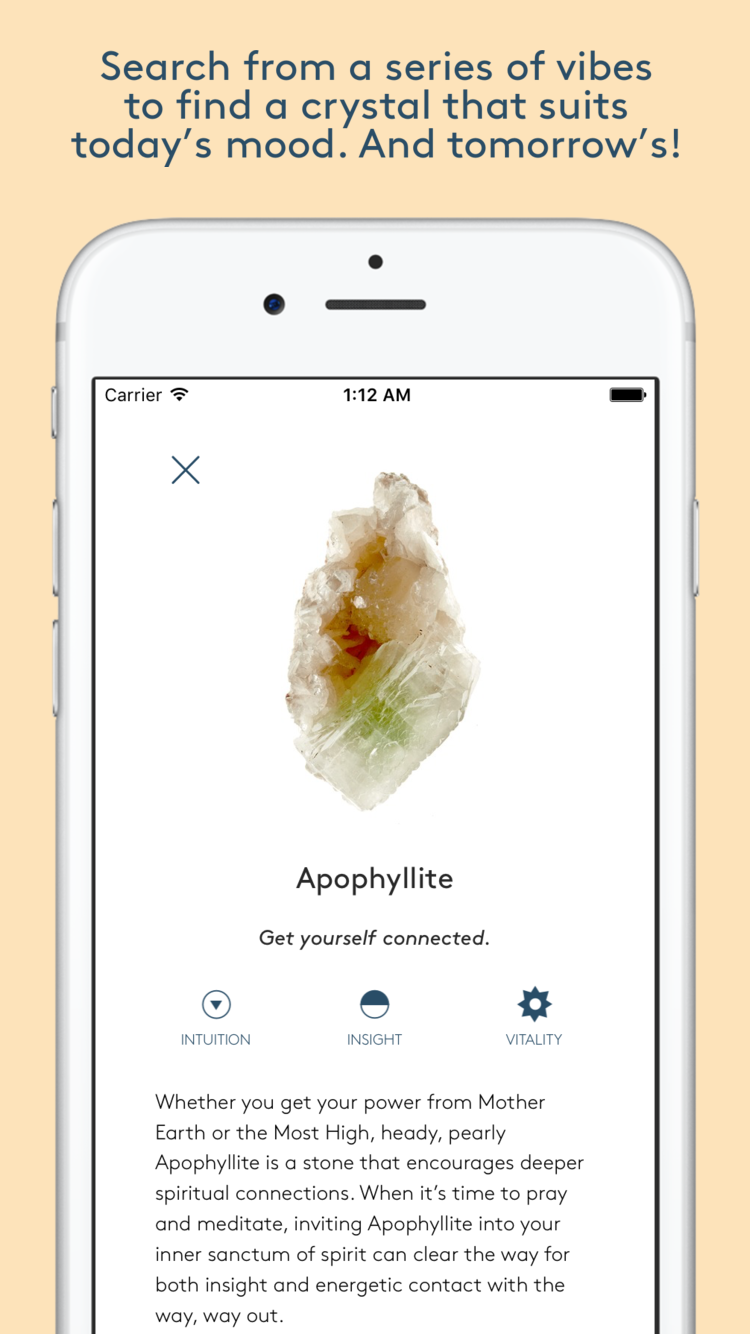 Search from a series of vibes
to find a crystal that suits
today’s mood. And tomorrow’s!
Carrier 1:12 AM
Apophyllite
Get yourself connected.
INTUITION INSIGHT VITALITY
Whether you get your power from Mother
Earth or the Most High, heady, pearly
Apophyllite is a stone that encourages deeper
spiritual connections. When it’s time to pray
and meditate, inviting Apophyllite into your
inner sanctum of spirit can clear the way for
both insight and energetic contact with the
way, way out.